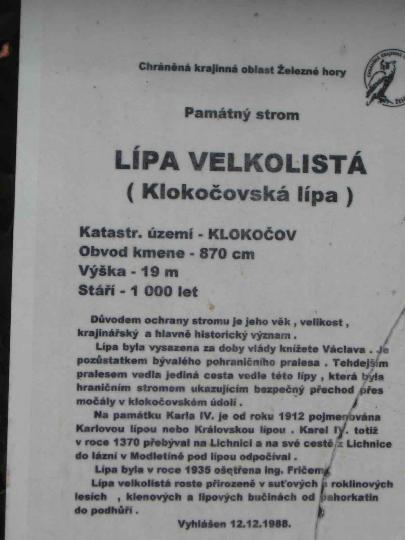 Chráněná krajinná oblast Železné hory
Památný strom
LÍPA VELKOLISTÁ
( Klokočovská lípa )
Katastr. území - KLOKOČOV
Obvod kmene - 870 cm
Výška - 19 m
Stáří - 1 000 let
Důvodem ochrany stromu je jeho věk , velikost ,
krajinářský a hlavně historický význam .
Lípa byla vysazena za doby vlády knížete Václava . Je
pozůstatkem bývalého pohraničního pralesa . Tehdejším
pralesem vedla jediná cesta vedle této lípy , která byla
hraničním stromem ukazujícím bezpečný přechod přes
močály v klokočovském údolí .
Na památku Karla IV. je od roku 1912 pojmenována
Karlovou lípou nebo Královskou lípou . Karel IV. totiž
v roce 1370 přebýval na Lichnici a na své cestě z Lichnice
do lázní v Modletíně pod lípou odpočíval .
Lípa byla v roce 1935 ošetřena Ing. Fričem.
Lípa velkolistá roste přirozeně v suťových a roklinových
lesích , klenových a lipových bučinách od pahorkatin
do podhůří .
Vyhlášen 12.12.1988.